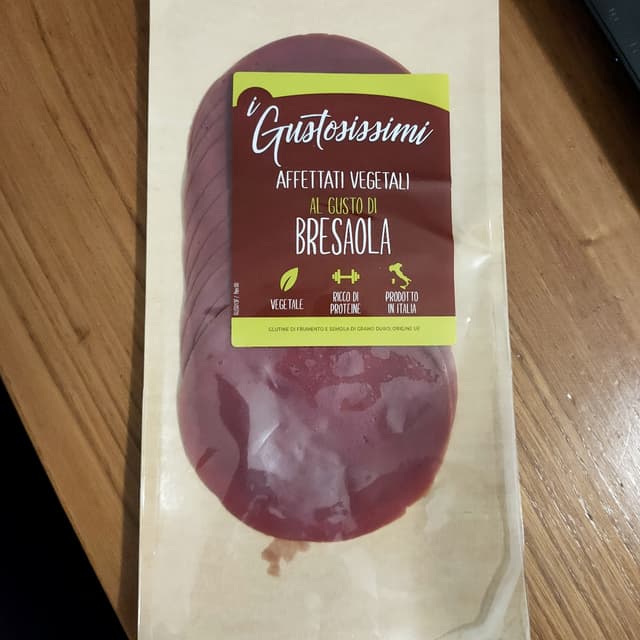 i Gustosissimi
AFFETTATI VEGETALI
AL GUSTO DI
BRESAOLA
VEGETALE
RICCO DI
PROTEINE
PRODOTTO
IN ITALIA
GLUTINE DI FRUMENTO E SEMOLA DI GRANO DURO, ORIGINE UE